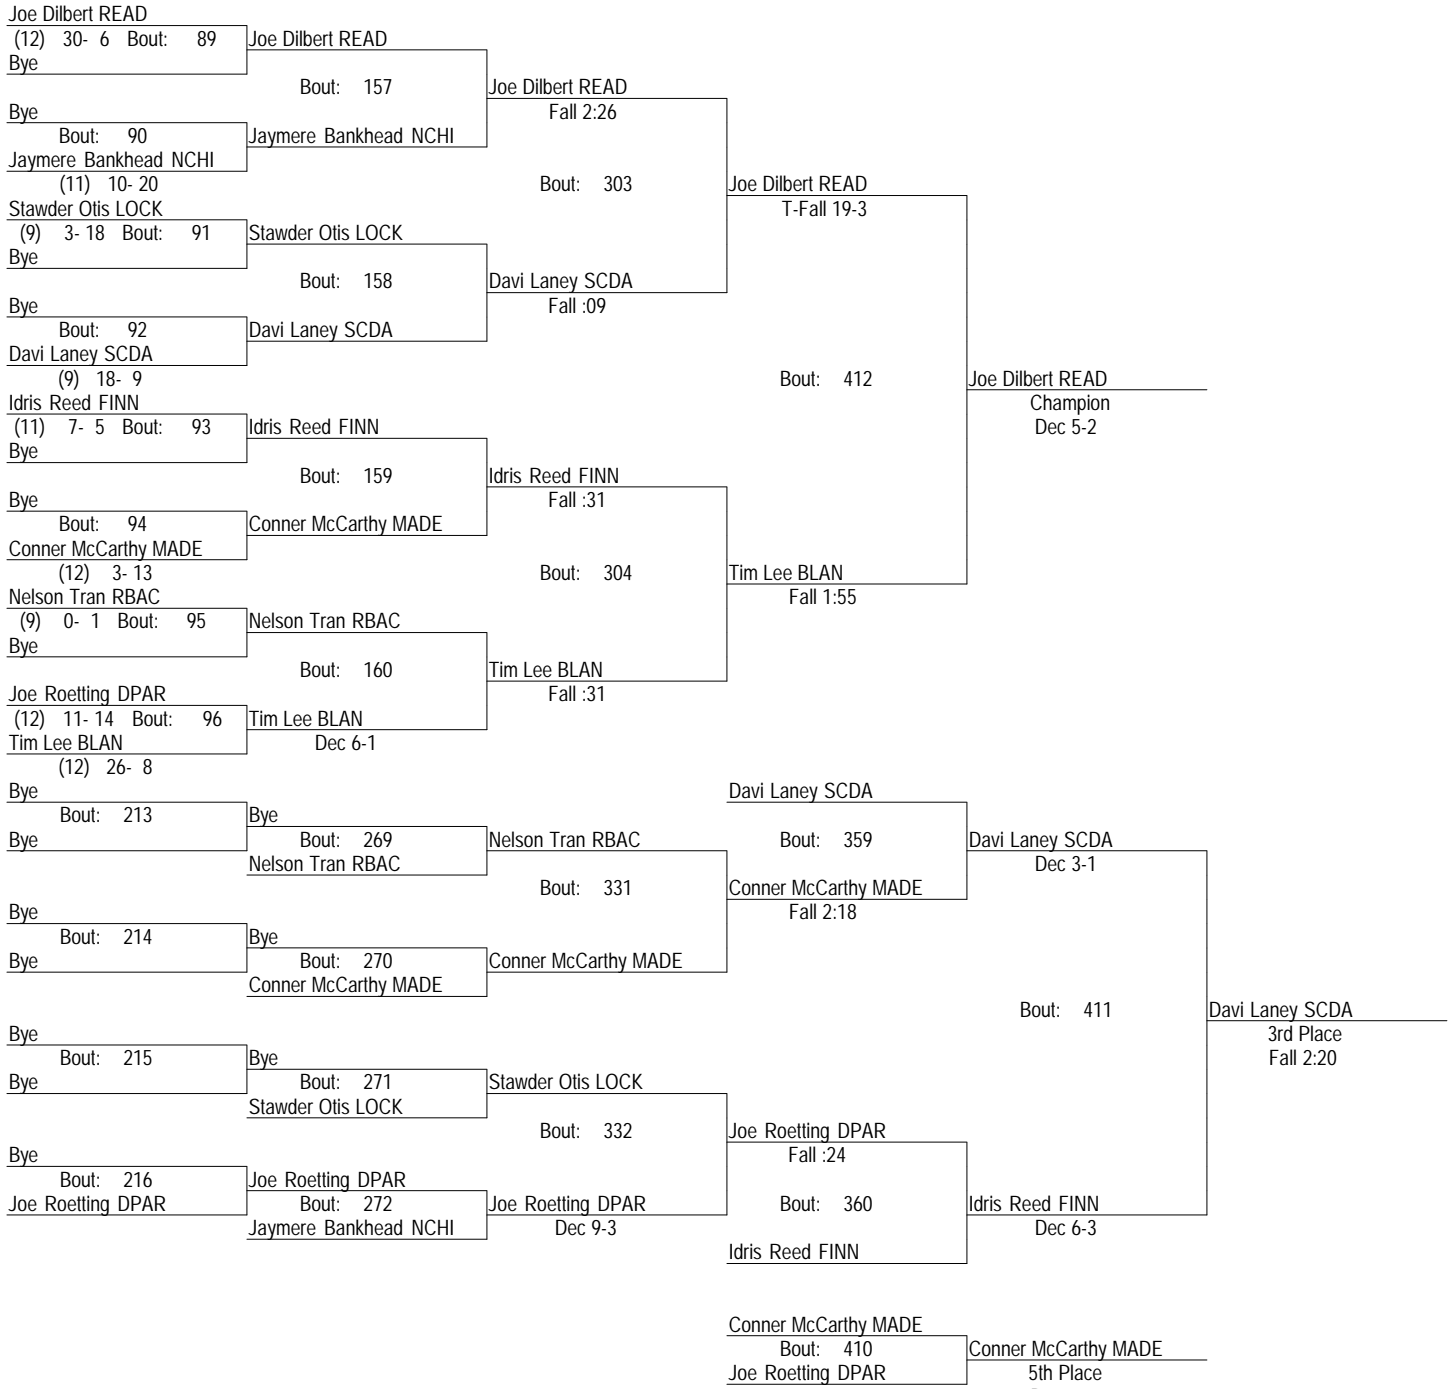 Joe Dilbert READ
(12) 30- 6 Bout: 89 Joe Dilbert READ
Bye
Bout: 157 Joe Dilbert READ
Bye Fall 2:26
Bout: 90 Jaymere Bankhead NCHI
Jaymere Bankhead NCHI
(11) 10- 20 Bout: 303 Joe Dilbert READ
Stawder Otis LOCK T-Fall 19-3
(9) 3- 18 Bout: 91 Stawder Otis LOCK
Bye
Bout: 158 Davi Laney SCDA
Bye Fall :09
Bout: 92 Davi Laney SCDA
Davi Laney SCDA
(9) 18- 9 Bout: 412 Joe Dilbert READ
Idris Reed FINN Champion
(11) 7- 5 Bout: 93 Idris Reed FINN Dec 5-2
Bye
Bout: 159 Idris Reed FINN
Bye Fall :31
Bout: 94 Conner McCarthy MADE
Conner McCarthy MADE
(12) 3- 13 Bout: 304 Tim Lee BLAN
Nelson Tran RBAC Fall 1:55
(9) 0- 1 Bout: 95 Nelson Tran RBAC
Bye
Bout: 160 Tim Lee BLAN
Joe Roetting DPAR Fall :31
(12) 11- 14 Bout: 96 Tim Lee BLAN
Tim Lee BLAN Dec 6-1
(12) 26- 8
Bye Davi Laney SCDA
Bout: 213 Bye
Bye Bout: 269 Nelson Tran RBAC Bout: 359 Davi Laney SCDA
Nelson Tran RBAC Dec 3-1
Bout: 331 Conner McCarthy MADE
Bye Fall 2:18
Bout: 214 Bye
Bye Bout: 270 Conner McCarthy MADE
Conner McCarthy MADE
Bout: 411 Davi Laney SCDA
Bye 3rd Place
Bout: 215 Bye Fall 2:20
Bye Bout: 271 Stawder Otis LOCK
Stawder Otis LOCK
Bout: 332 Joe Roetting DPAR
Bye Fall :24
Bout: 216 Joe Roetting DPAR
Joe Roetting DPAR Bout: 272 Joe Roetting DPAR Bout: 360 Idris Reed FINN
Jaymere Bankhead NCHI Dec 9-3 Dec 6-3
Idris Reed FINN
Conner McCarthy MADE
Bout: 410 Conner McCarthy MADE
Joe Roetting DPAR 5th Place